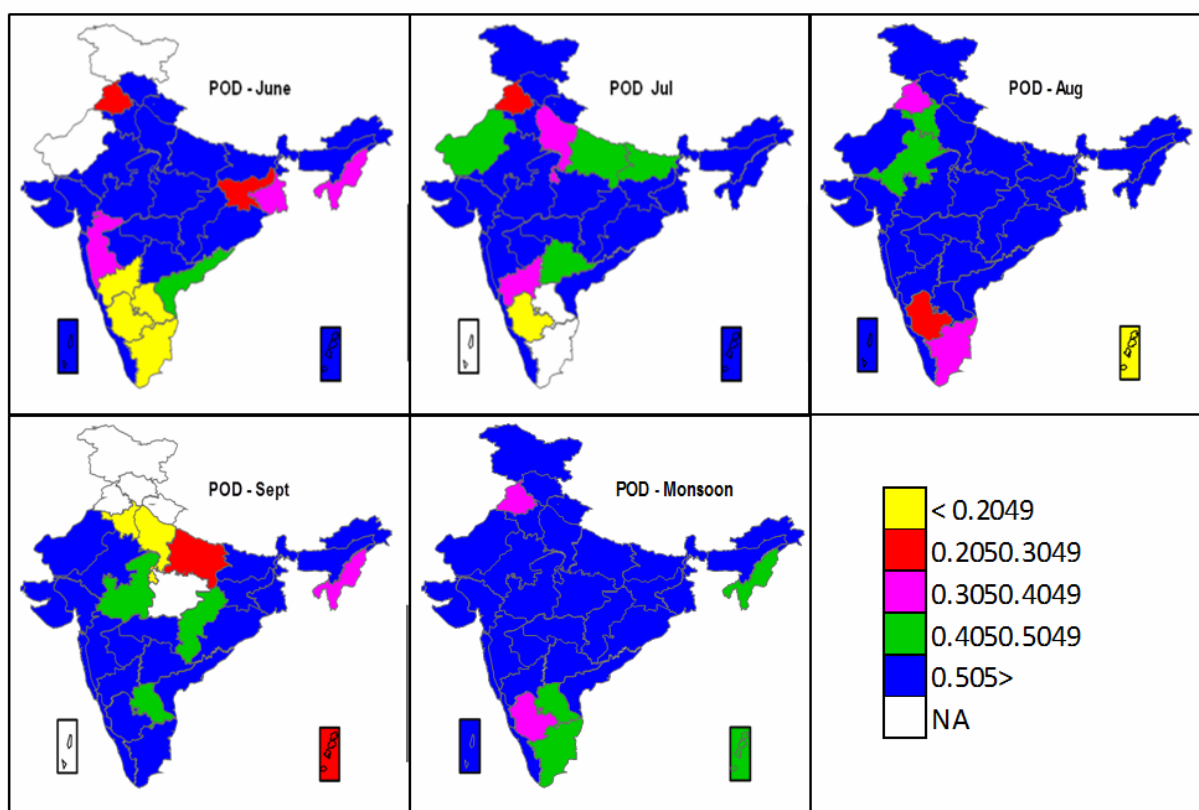 POD - June
POD Jul
POD - Aug
POD - Sept
POD - Monsoon
< 0.2049
0.2050.3049
0.3050.4049
0.4050.5049
0.505>
NA